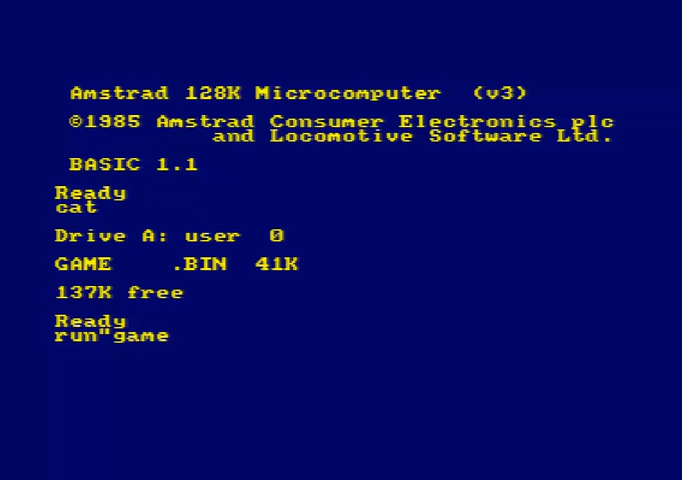 Amstrad 128K Microcomputer  (v3)
©1985 Amstrad Consumer Electronics plc
and Locomotive Software Ltd.
BASIC 1.1
Ready
cat
Drive A: user  0
GAME    .BIN  41K
137K free
Ready
run"game